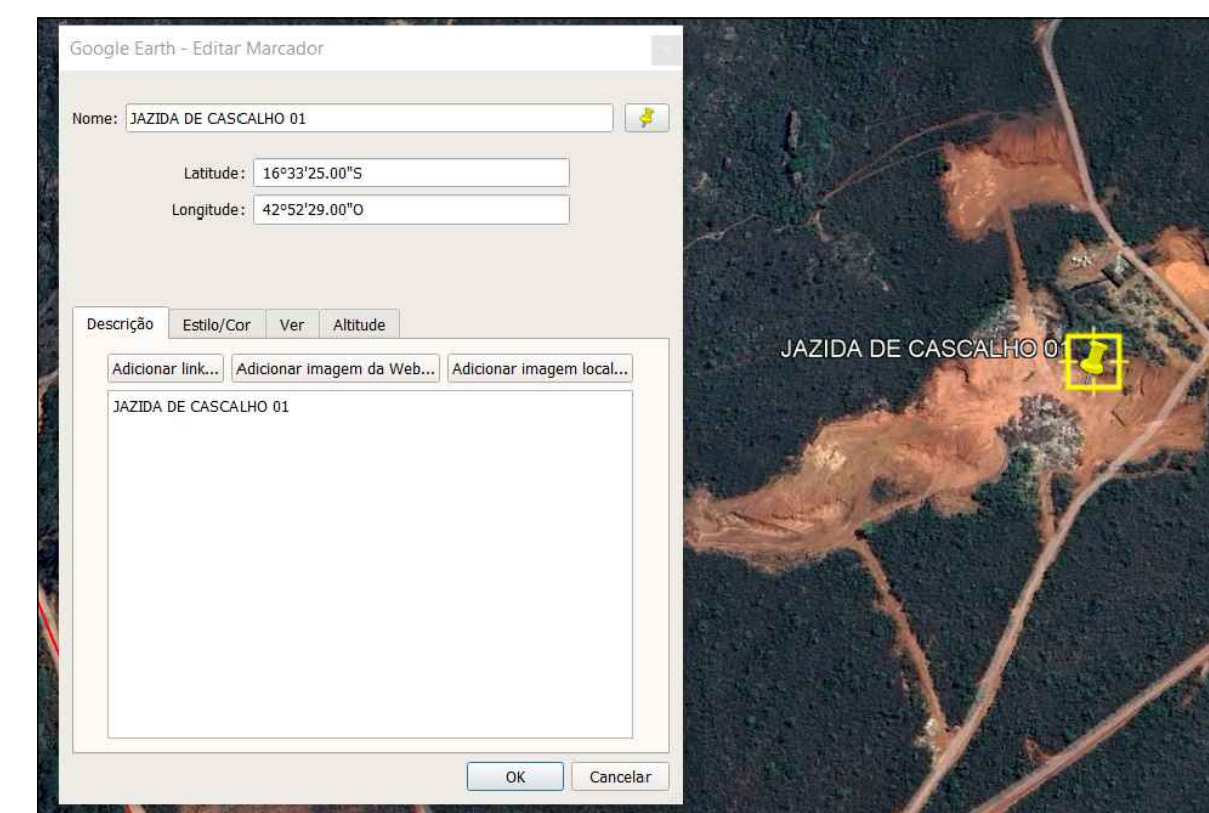 Google Earth - Editar Marcador
Nome: JAZIDA DE CASCALHO 01
Latitude: 16°33'25.00"S
Longitude: 42°52'29.00"O
Descrição Estilo/Cor Ver Altitude
Adicionar link... Adicionar imagem da Web... Adicionar imagem local...
JAZIDA DE CASCALHO 01
OK Cancelar
JAZIDA DE CASCALHO 01